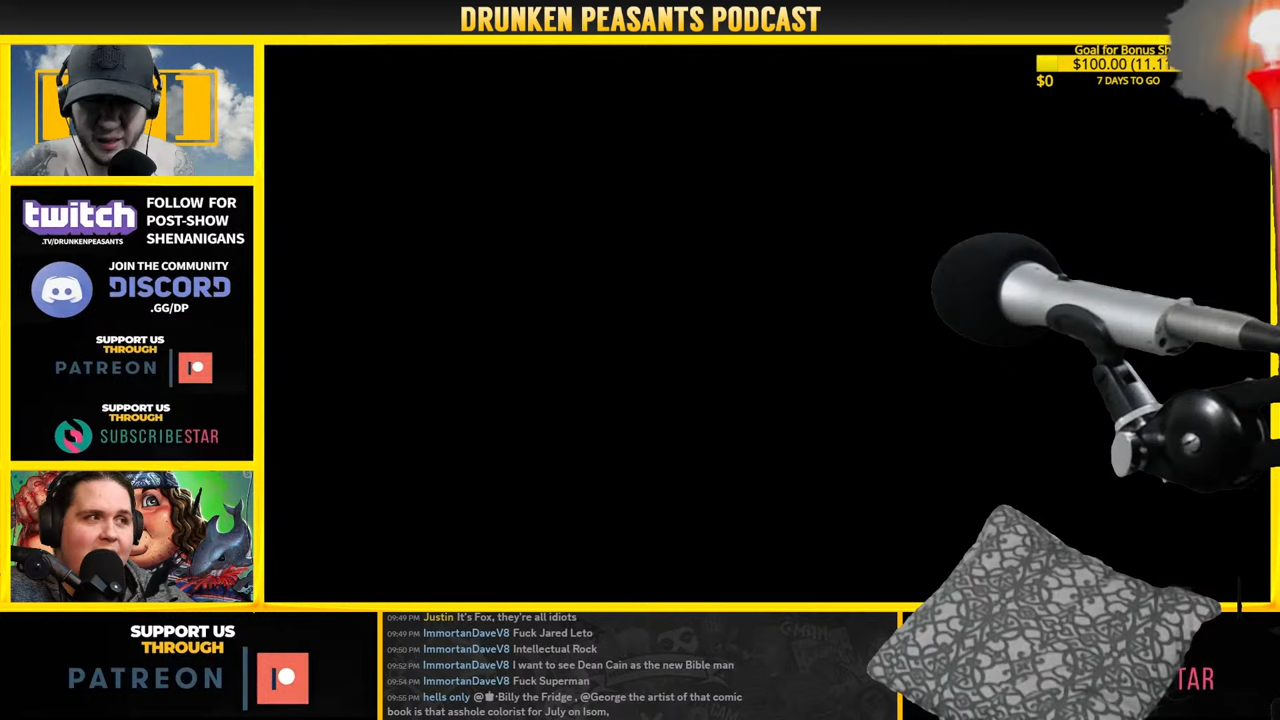 DRUNKEN PEASANTS PODCAST
Goal for Bonus Sh
$100.00 (11.11
$0
7 DAYS TO GO
twitch
.TV/DRUNKENPEASANTS
FOLLOW FOR
POST-SHOW
SHENANIGANS
JOIN THE COMMUNITY
DISCORD
.GG/DP
SUPPORT US
THROUGH
PATREON
SUPPORT US
THROUGH
SUBSCRIBESTAR
SUPPORT US
THROUGH
PATREON
09:49 PM Justin It's Fox, they're all idiots
09:49 PM ImmortanDaveV8 Fuck Jared Leto
09:50 PM ImmortanDaveV8 Intellectual Rock
09:52 PM ImmortanDaveV8 I want to see Dean Cain as the new Bible man
09:54 PM ImmortanDaveV8 Fuck Superman
09:55 PM hells only @Billy the Fridge , @George the artist of that comic
book is that asshole colorist for July on Isom,
TAR